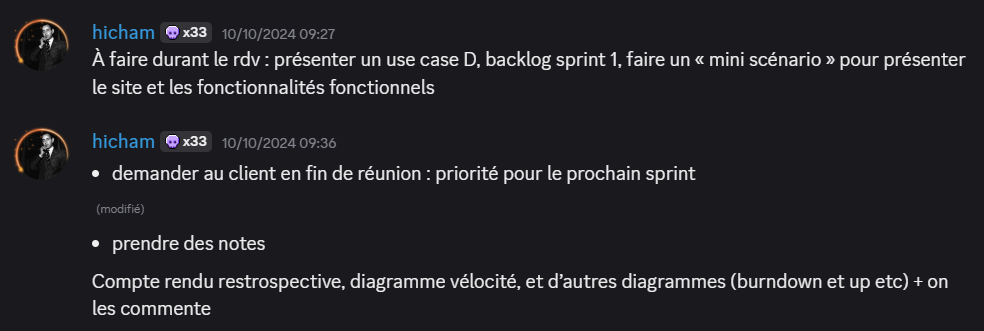 hicham x33 10/10/2024 09:27
À faire durant le rdv : présenter un use case D, backlog sprint 1, faire un « mini scénario » pour présenter
le site et les fonctionnalités fonctionnels
hicham x33 10/10/2024 09:36
• demander au client en fin de réunion : priorité pour le prochain sprint
(modifié)
• prendre des notes
Compte rendu restrospective, diagramme vélocité, et d'autres diagrammes (burndown et up etc) + on
les commente